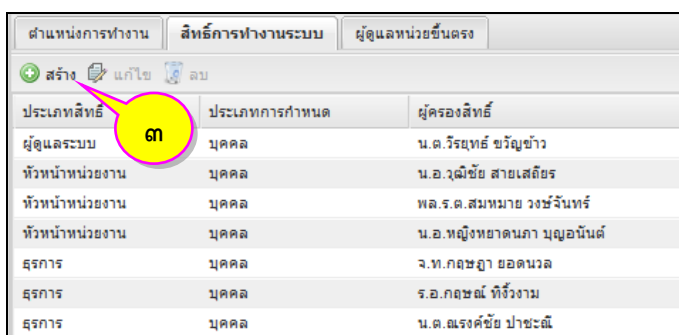 ตำแหน่งการทำงาน สิทธิ์การทำงานระบบ ผู้ดูแลหน่วยขึ้นตรง
สร้าง แก้ไข ลบ
ประเภทสิทธิ์ ประเภทการกำหนด ผู้ครองสิทธิ์
๓
ผู้ดูแลระบบ บุคคล น.ต.วีรยุทธ์ ขวัญข้าว
หัวหน้าหน่วยงาน บุคคล น.อ.วุฒิชัย สายเสถียร
หัวหน้าหน่วยงาน บุคคล พล.ร.ต.สมหมาย วงษ์จันทร์
หัวหน้าหน่วยงาน บุคคล น.อ.หญิงหยาดนภา บุญอนันต์
ธุรการ บุคคล จ.ท.กฤษฎา ยอดนวล
ธุรการ บุคคล ร.อ.กฤษณ์ ทิงิ้วงาม
ธุรการ บุคคล น.ต.ณรงค์ชัย ปาชะณี